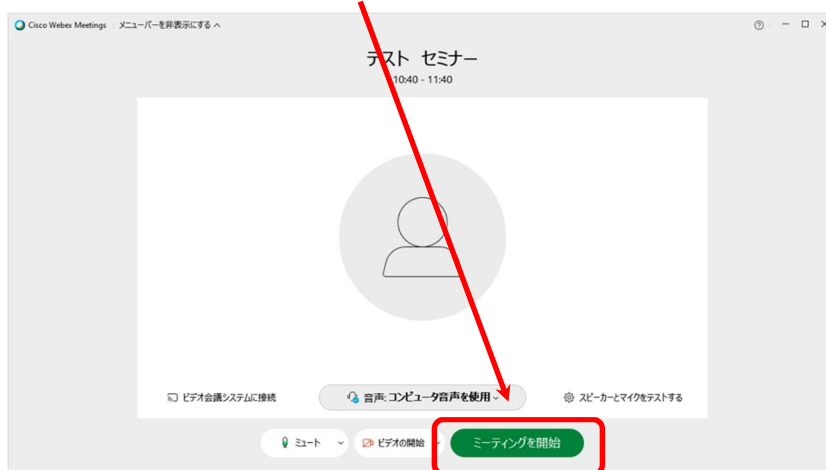 Cisco Webex Meetings メニューバーを非表示にする
テスト セミナー
10:40 - 11:40
ビデオ会議システムに接続 音声: コンピュータ音声を使用 スピーカーとマイクをテストする
ミュート ビデオの開始 ミーティングを開始